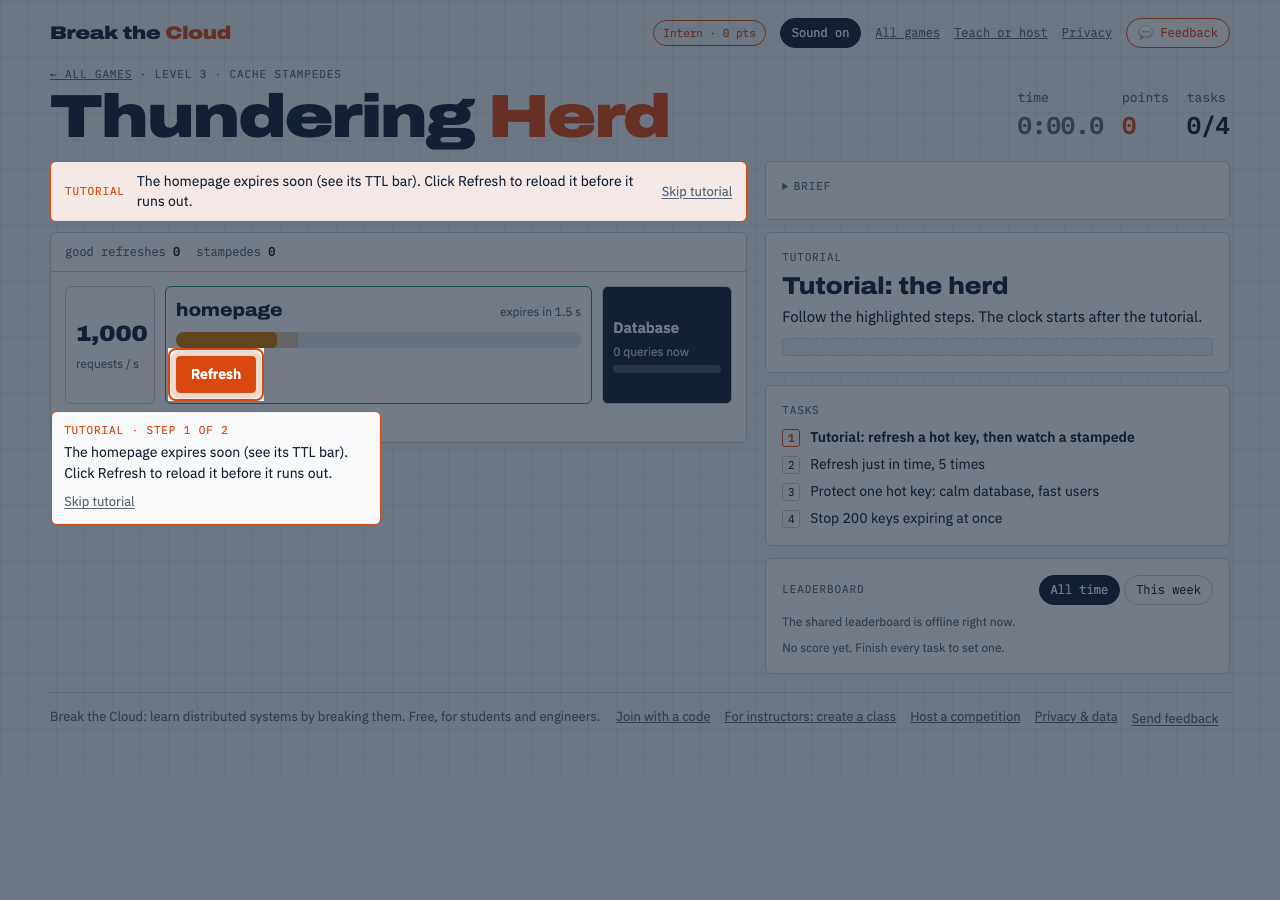 Break the Cloud
Intern · 0 pts
Sound on
All games
Teach or host
Privacy
💬 Feedback
← ALL GAMES · LEVEL 3 · CACHE STAMPEDES
Thundering Herd
time
points
tasks
0:00.0
0
0/4
TUTORIAL
The homepage expires soon (see its TTL bar). Click Refresh to reload it before it
runs out.
Skip tutorial
good refreshes 0 stampedes 0
1,000
requests / s
homepage
expires in 1.5 s
Refresh
Database
0 queries now
TUTORIAL · STEP 1 OF 2
The homepage expires soon (see its TTL bar).
Click Refresh to reload it before it runs out.
Skip tutorial
▶ BRIEF
TUTORIAL
Tutorial: the herd
Follow the highlighted steps. The clock starts after the tutorial.
TASKS
1 Tutorial: refresh a hot key, then watch a stampede
2 Refresh just in time, 5 times
3 Protect one hot key: calm database, fast users
4 Stop 200 keys expiring at once
LEADERBOARD
All time
This week
The shared leaderboard is offline right now.
No score yet. Finish every task to set one.
Break the Cloud: learn distributed systems by breaking them. Free, for students and engineers.
Join with a code
For instructors: create a class
Host a competition
Privacy & data
Send feedback